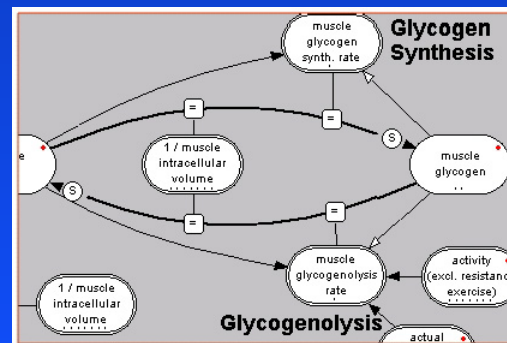 muscle
glycogen
synth. rate
Glycogen
Synthesis
=
=
S
e
1 / muscle
intracellular
volume
muscle
glycogen
S
=
=
muscle
glycogenolysis
rate
activity
(excl. resistance
exercise)
1 / muscle
intracellular
volume
Glycogenolysis
actual